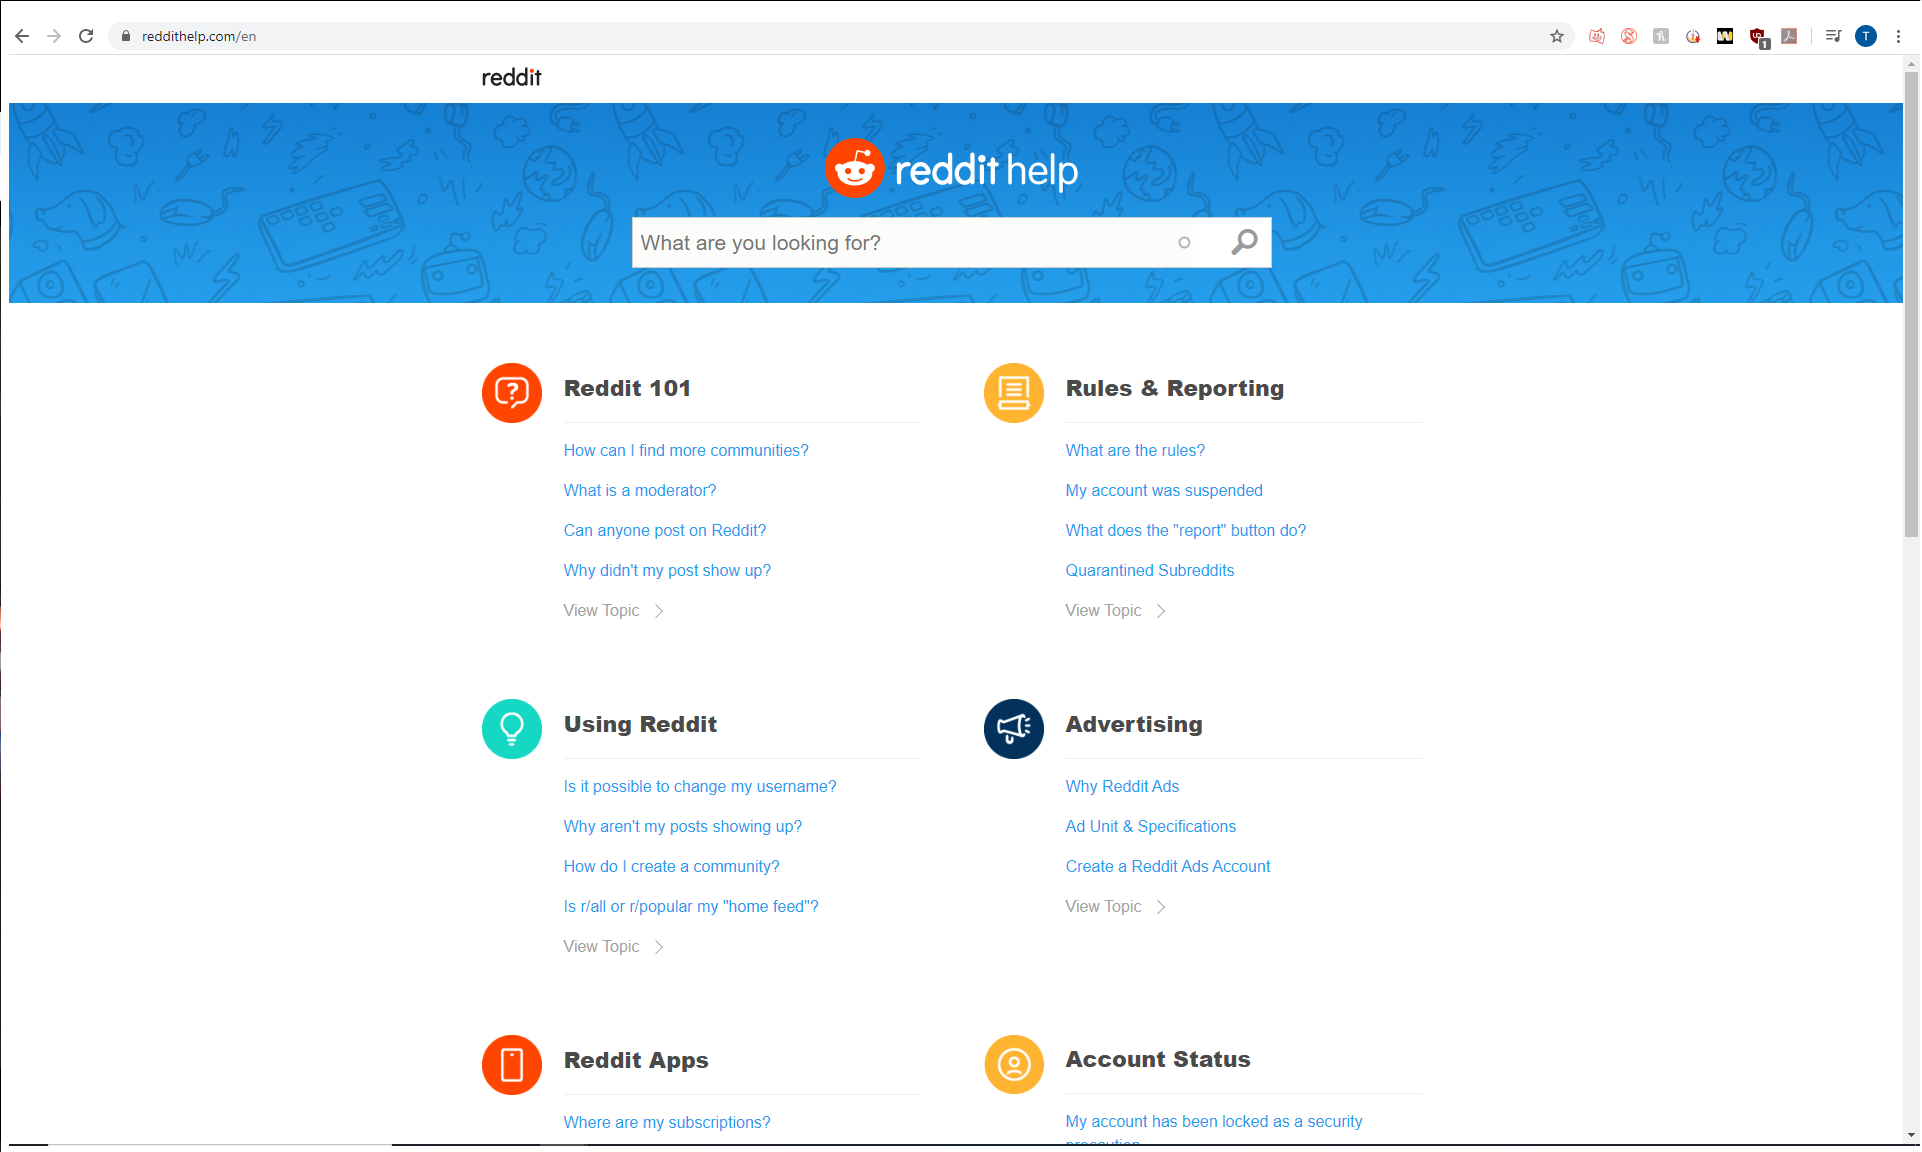 reddithelp.com/en
1
T
reddit
reddit help
What are you looking for?
Reddit 101
How can I find more communities?
What is a moderator?
Can anyone post on Reddit?
Why didn't my post show up?
View Topic
Rules & Reporting
What are the rules?
My account was suspended
What does the "report" button do?
Quarantined Subreddits
View Topic
Using Reddit
Is it possible to change my username?
Why aren't my posts showing up?
How do I create a community?
Is r/all or r/popular my "home feed"?
View Topic
Advertising
Why Reddit Ads
Ad Unit & Specifications
Create a Reddit Ads Account
View Topic
Reddit Apps
Where are my subscriptions?
Account Status
My account has been locked as a security